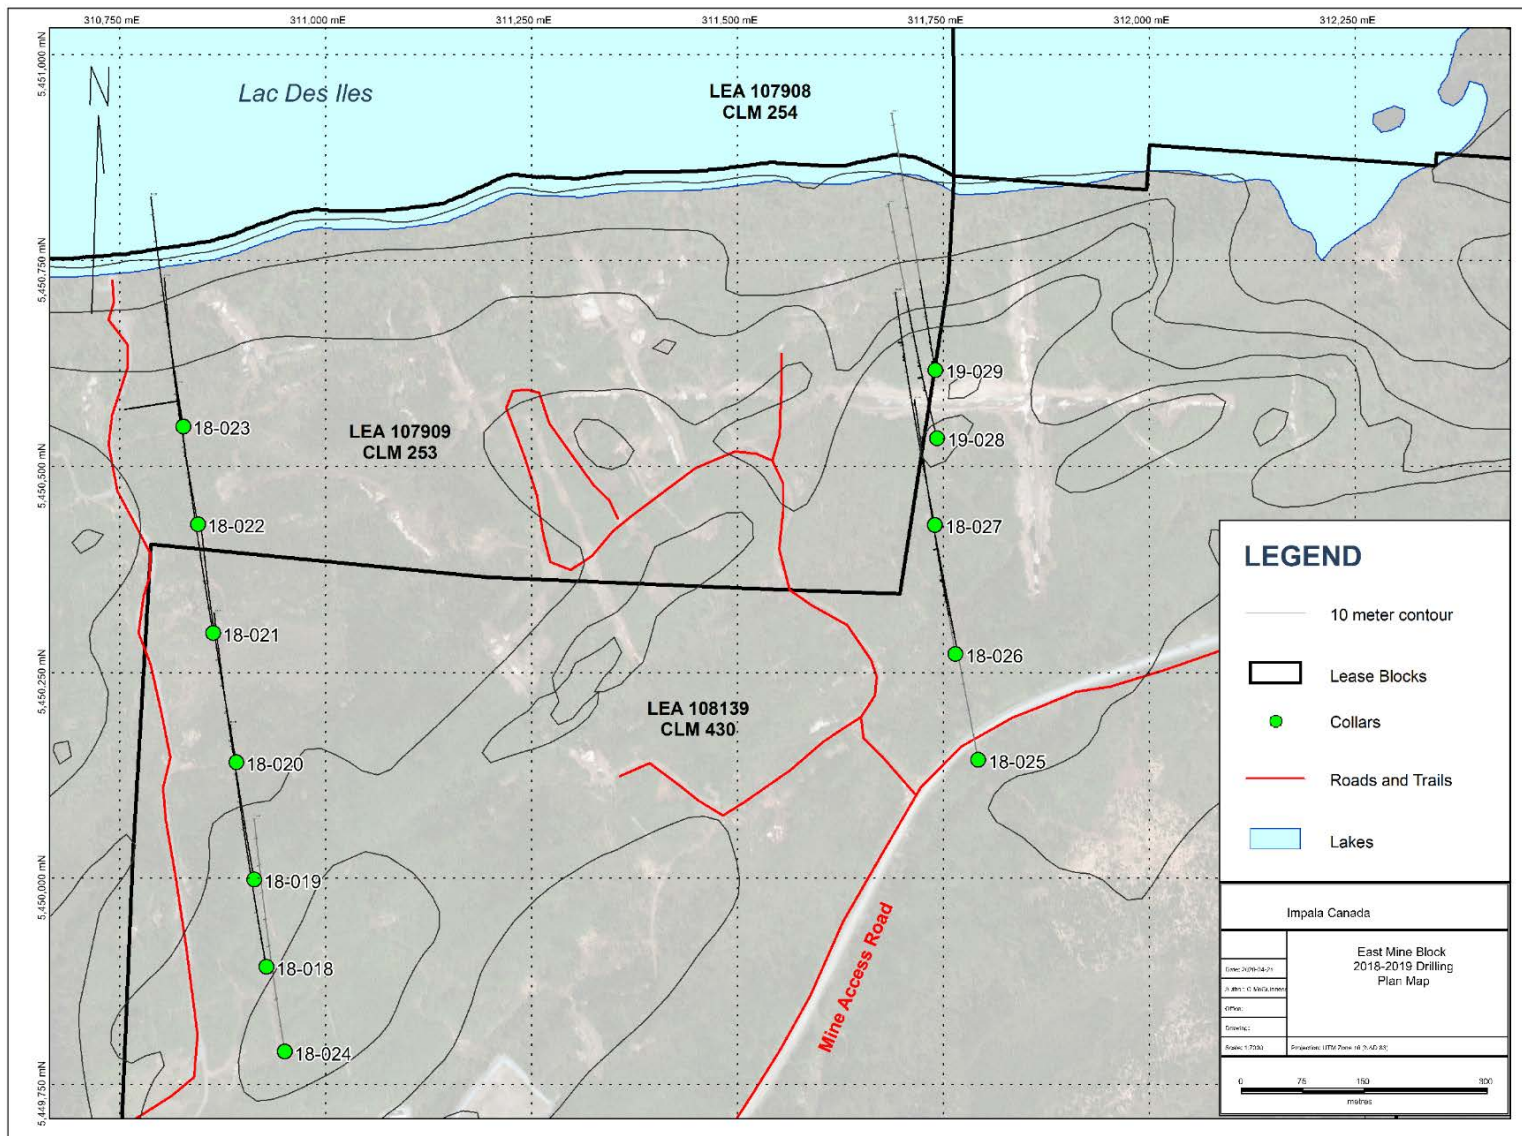 310,750 mE
311,000 mE
311,250 mE
311,500 mE
311,750 mE
312,000 mE
312,250 mE
5,451,000 mN
5,450,750 mN
5,450,500 mN
5,450,250 mN
5,450,000 mN
5,449,750 mN
N
Lac Des Iles
LEA 107908
CLM 254
19-029
18-023
LEA 107909
CLM 253
19-028
18-022
18-027
18-021
18-026
LEA 108139
CLM 430
18-020
18-025
18-019
18-018
Mine Access Road
18-024
LEGEND
10 meter contour
Lease Blocks
Collars
Roads and Trails
Lakes
Impala Canada
East Mine Block
2018-2019 Drilling
Plan Map
Office:
Drawing:
0 75 150 300
metres